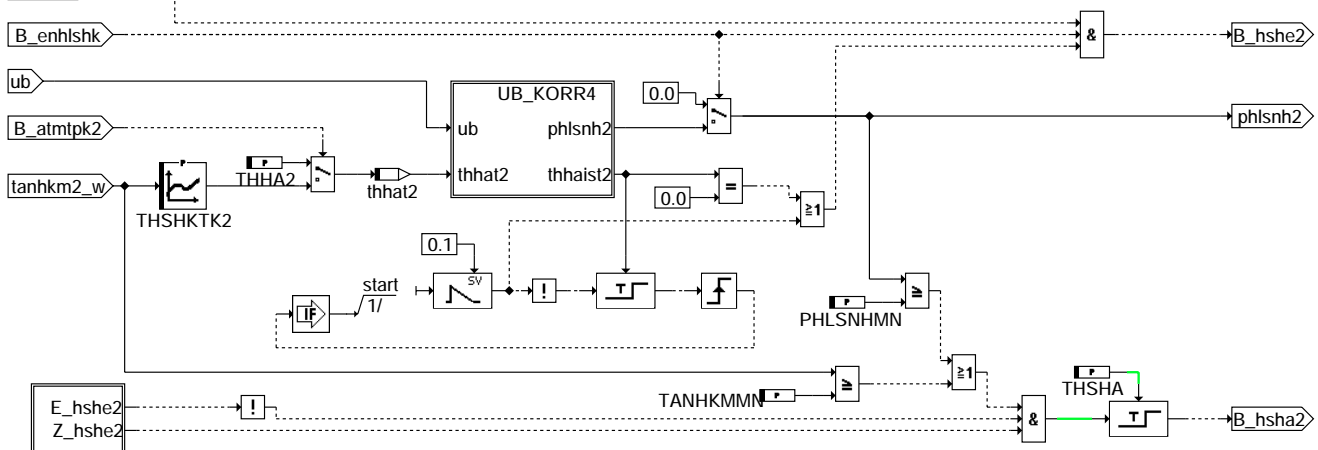 B_enhlshk
&
B_hshe2
ub
UB_KORR4
0.0
B_atmtpk2
ub
phlsnh2
phlsnh2
P
P
THHA2
thhat2
thhat2
thhaist2
=
tanhkm2_w
0.0
≥1
THSHKTK2
0.1
start
1/
SV
!
T
IF
P
PHLSNHMN
≥
≥1
P
THSHA
TANHKMMN
P
≥
E_hshe2
!
Z_hshe2
&
T
B_hsha2